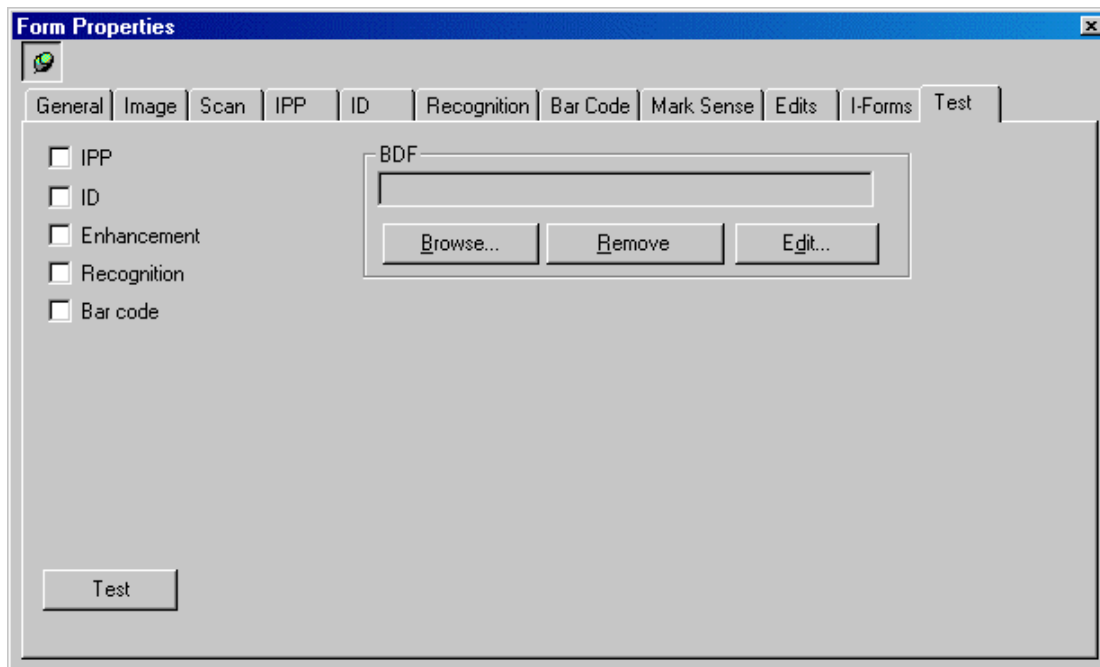 Form Properties
General Image Scan IPP ID Recognition Bar Code Mark Sense Edits I-Forms Test
IPP
ID
Enhancement
Recognition
Bar code
BDF
Browse... Remove Edit...
Test